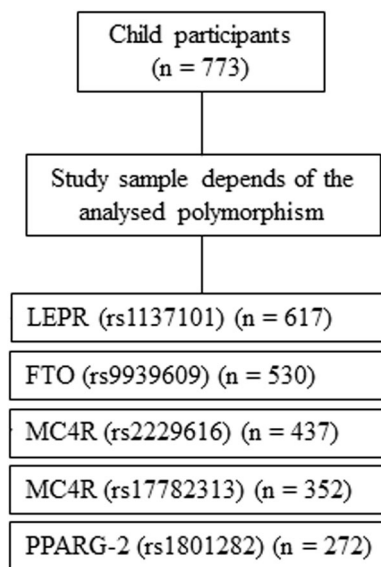 Child participants
(n = 773)
Study sample depends of the
analysed polymorphism
LEPR (rs1137101) (n = 617)
FTO (rs9939609) (n = 530)
MC4R (rs2229616) (n = 437)
MC4R (rs17782313) (n = 352)
PPARG-2 (rs1801282) (n = 272)